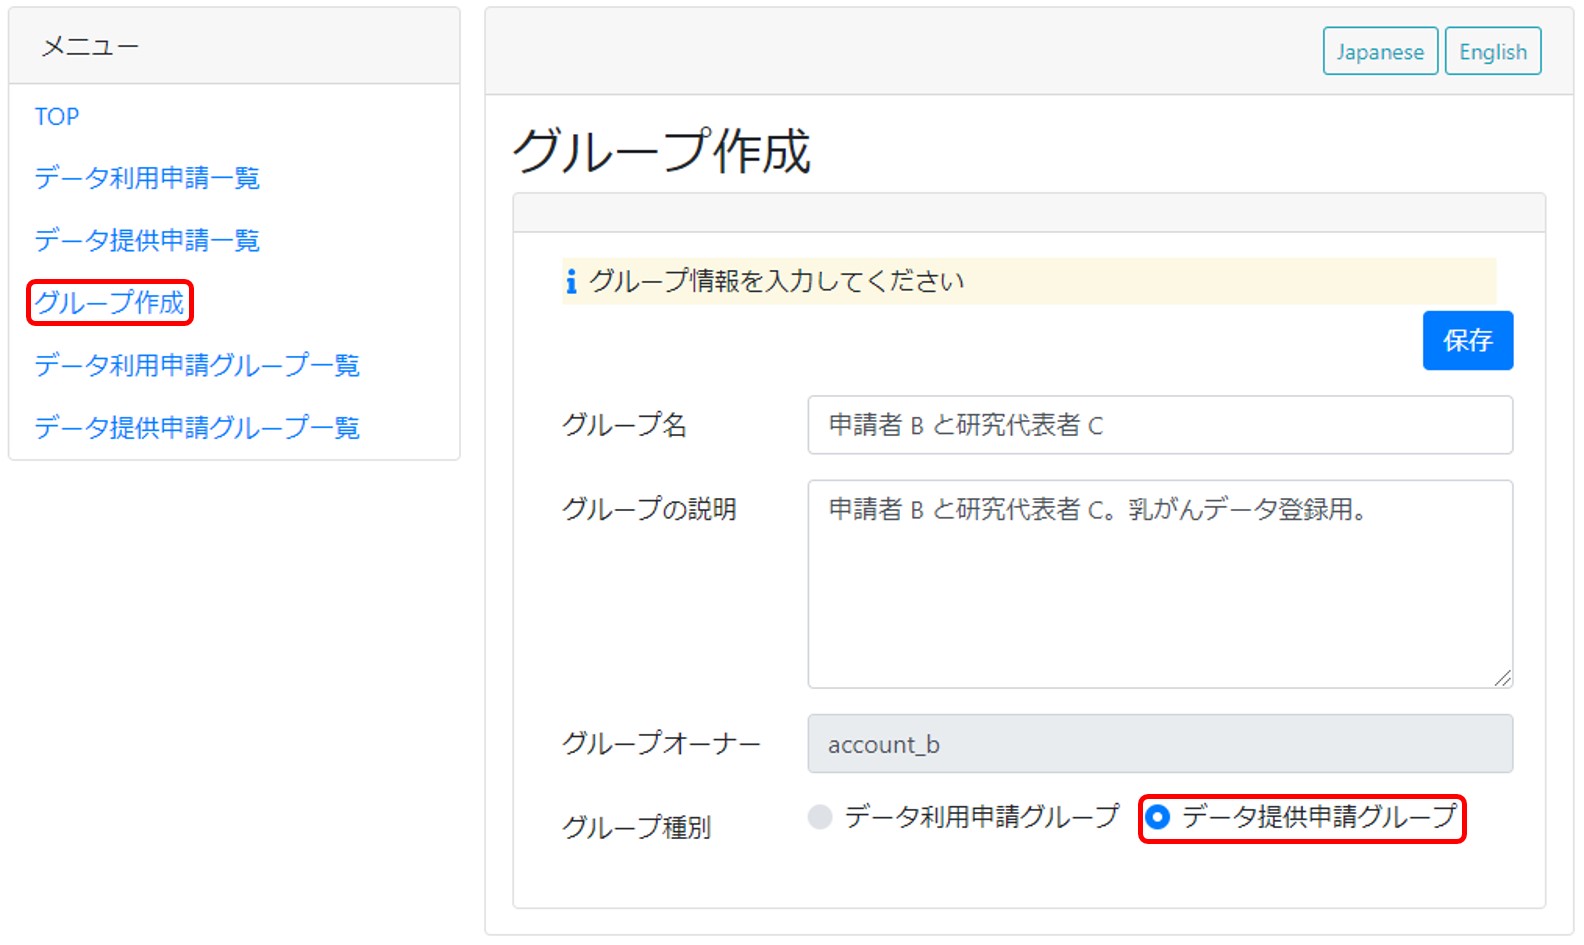 メニュー
TOP
データ利用申請一覧
データ提供申請一覧
グループ作成
データ利用申請グループ一覧
データ提供申請グループ一覧
Japanese English
グループ作成
グループ情報を入力してください
保存
グループ名 申請者 B と研究代表者 C
グループの説明 申請者 B と研究代表者 C。乳がんデータ登録用。
グループオーナー account_b
グループ種別 データ利用申請グループ データ提供申請グループ